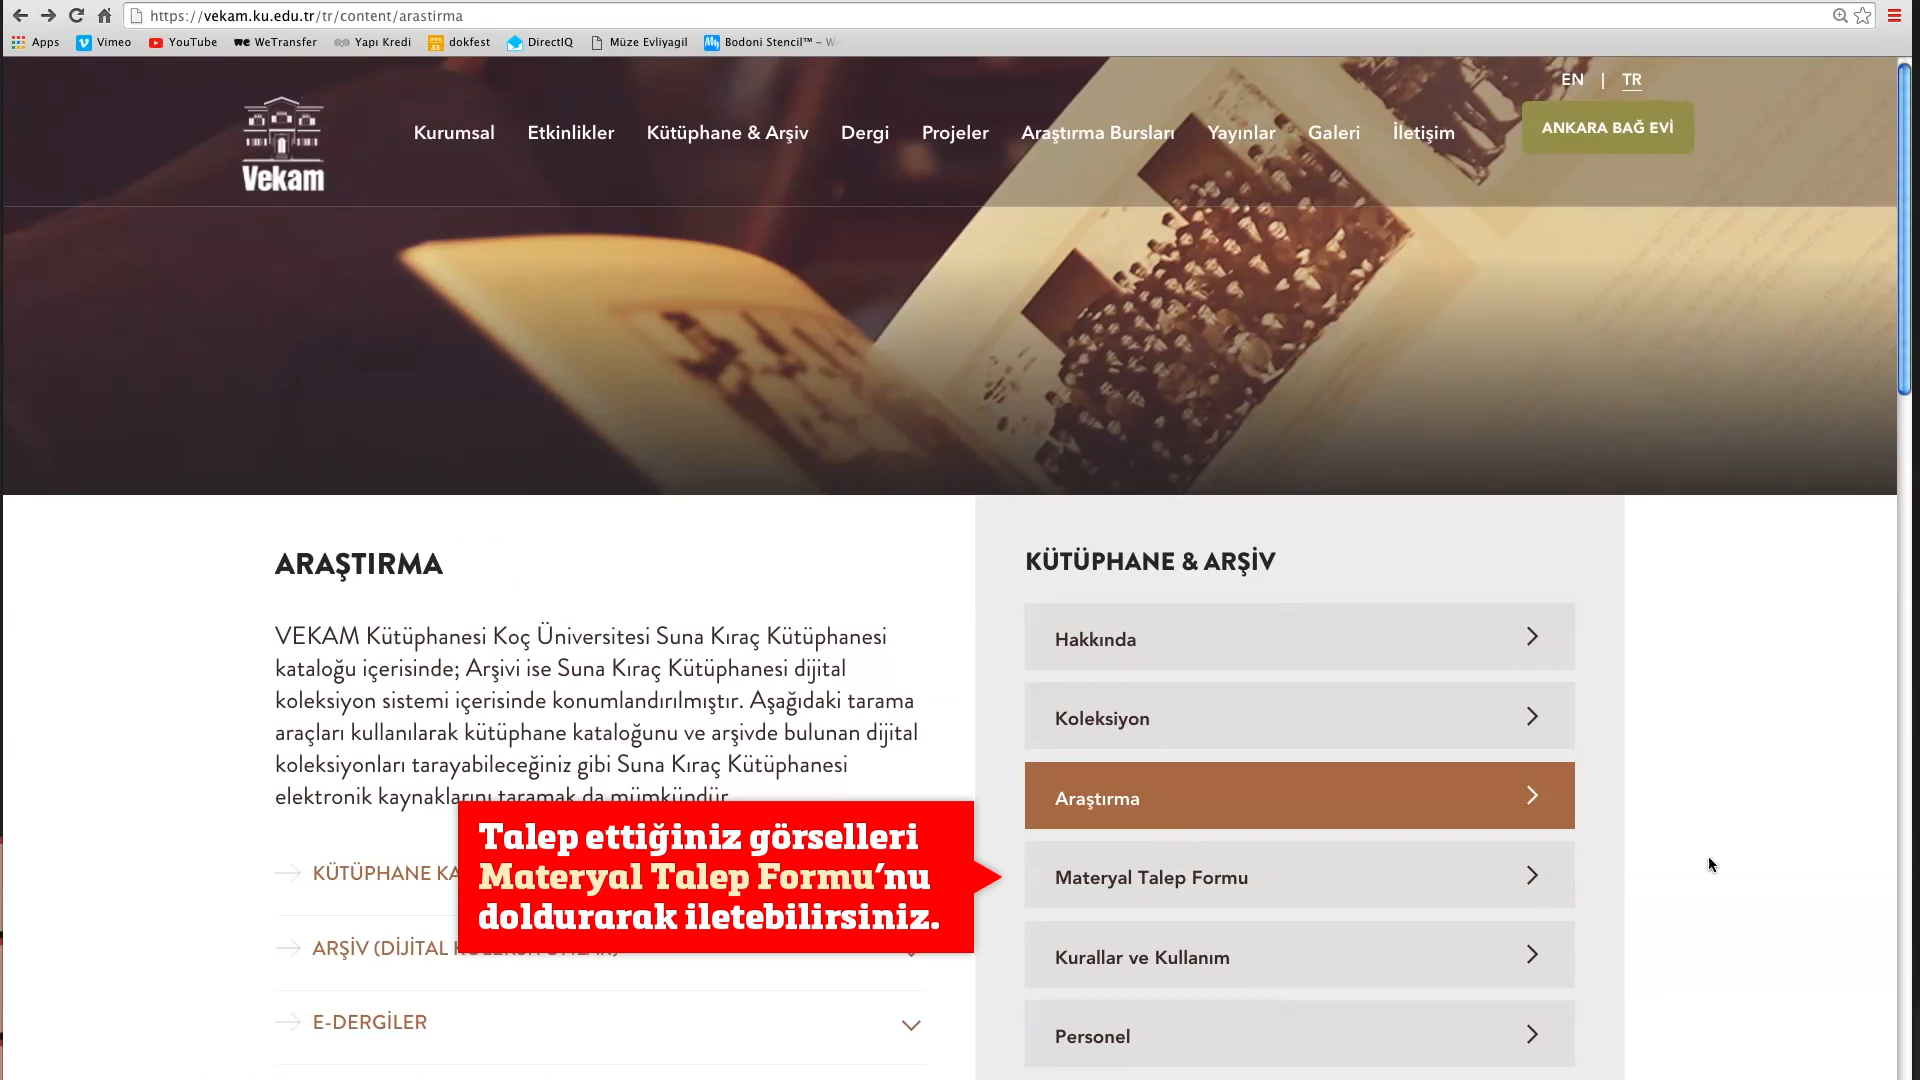 https://vekam.ku.edu.tr/tr/content/arastirma
Apps Vimeo YouTube WeTransfer Yapı Kredi dokfest DirectIQ Müze Evliyagil Bodoni Stencil™ –
EN | TR
Vekam
Kurumsal Etkinlikler Kütüphane & Arşiv Dergi Projeler Araştırma Bursları Yayınlar Galeri İletişim
ANKARA BAĞ EVİ
ARAŞTIRMA
VEKAM Kütüphanesi Koç Üniversitesi Suna Kıraç Kütüphanesi
kataloğu içerisinde; Arşivi ise Suna Kıraç Kütüphanesi dijital
koleksiyon sistemi içerisinde konumlandırılmıştır. Aşağıdaki tarama
araçları kullanılarak kütüphane kataloğunu ve arşivde bulunan dijital
koleksiyonları tarayabileceğiniz gibi Suna Kıraç Kütüphanesi
elektronik kaynaklarını taramak da mümkündür
KÜTÜPHANE
ARŞİV (DİJİTAL
E-DERGİLER
Talep ettiğiniz görselleri
Materyal Talep Formu’nu
doldurarak iletebilirsiniz.
KÜTÜPHANE & ARŞİV
Hakkında
Koleksiyon
Araştırma
Materyal Talep Formu
Kurallar ve Kullanım
Personel